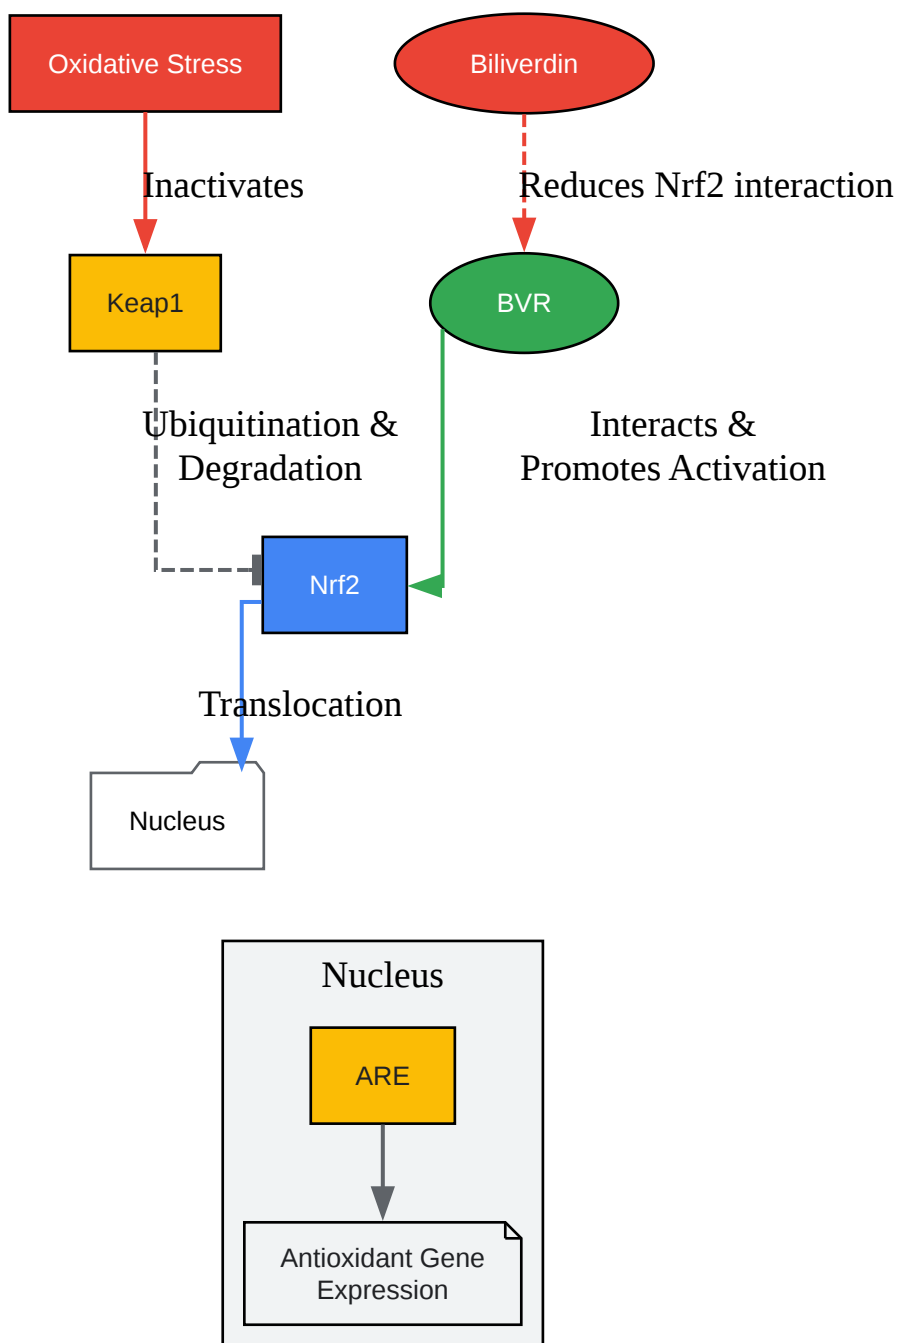 Oxidative Stress
Biliverdin
Inactivates
Reduces Nrf2 interaction
Keap1
BVR
Ubiquitination &
Degradation
Interacts &
Promotes Activation
Nrf2
Translocation
Nucleus
Nucleus
ARE
Antioxidant Gene
Expression